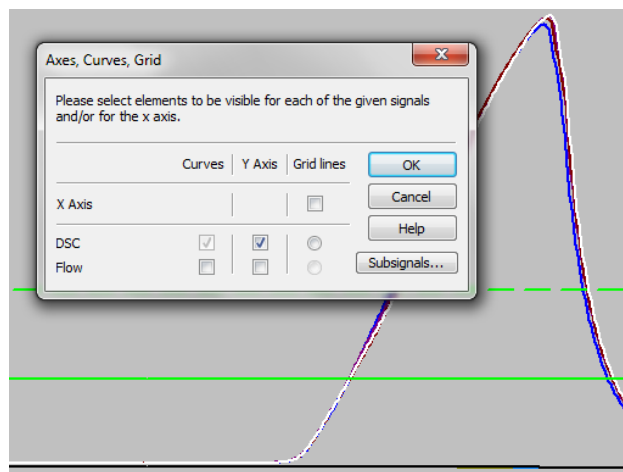 Axes, Curves, Grid
Please select elements to be visible for each of the given signals
and/or for the x axis.
Curves Y Axis Grid lines
OK
X Axis
Cancel
Help
DSC
Flow
Subsignals...